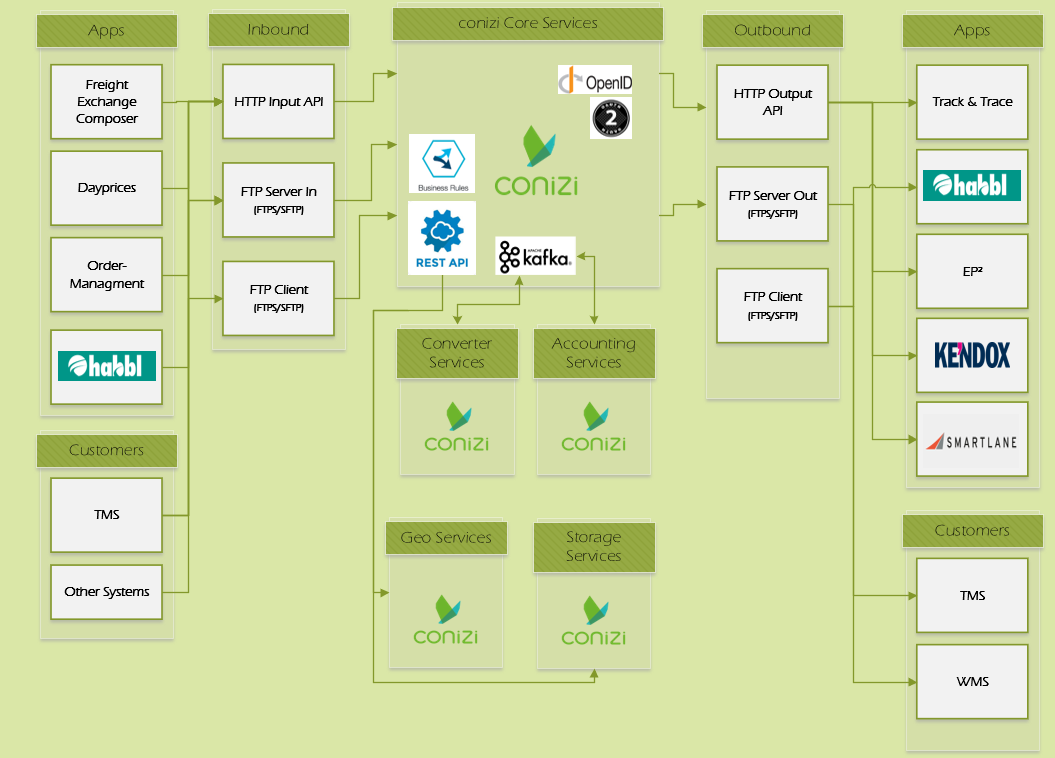 Apps
Freight
Exchange
Composer
Dayprices
Order-
Managment
habbl
Customers
TMS
Other Systems
Inbound
HTTP Input API
FTP Server In
(FTPS/SFTP)
FTP Client
(FTPS/SFTP)
conizi Core Services
OpenID
2
Business Rules
conizi
REST API
APACHE
kafka
Converter
Services
conizi
Accounting
Services
conizi
Geo Services
conizi
Storage
Services
conizi
Outbound
HTTP Output
API
FTP Server Out
(FTPS/SFTP)
FTP Client
(FTPS/SFTP)
Apps
Track & Trace
habbl
EP²
KENDOX
SMARTLANE
Customers
TMS
WMS